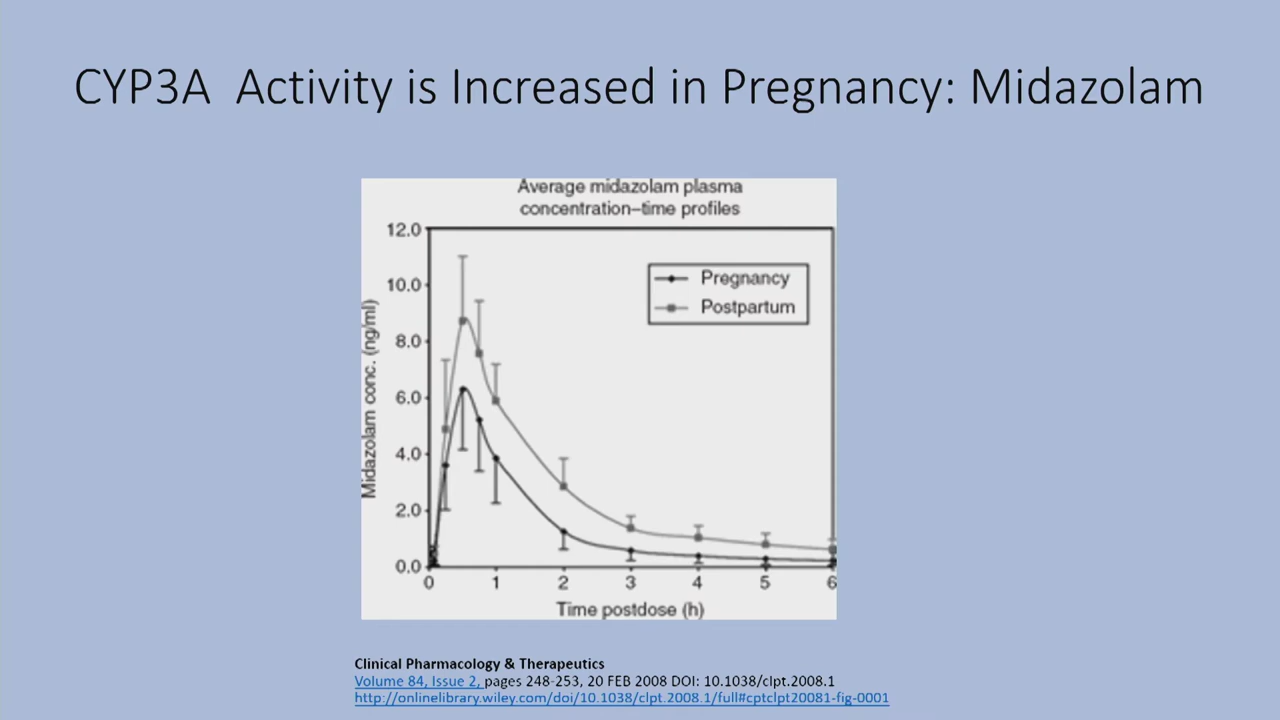 CYP3A Activity is Increased in Pregnancy: Midazolam
Average midazolam plasma
concentration–time profiles
12.0
10.0
8.0
6.0
4.0
2.0
0.0
Midazolam conc. (ng/ml)
Pregnancy
Postpartum
0 1 2 3 4 5 6
Time postdose (h)
Clinical Pharmacology & Therapeutics
Volume 84, Issue 2, pages 248-253, 20 FEB 2008 DOI: 10.1038/clpt.2008.1
http://onlinelibrary.wiley.com/doi/10.1038/clpt.2008.1/full#cptclpt20081-fig-0001